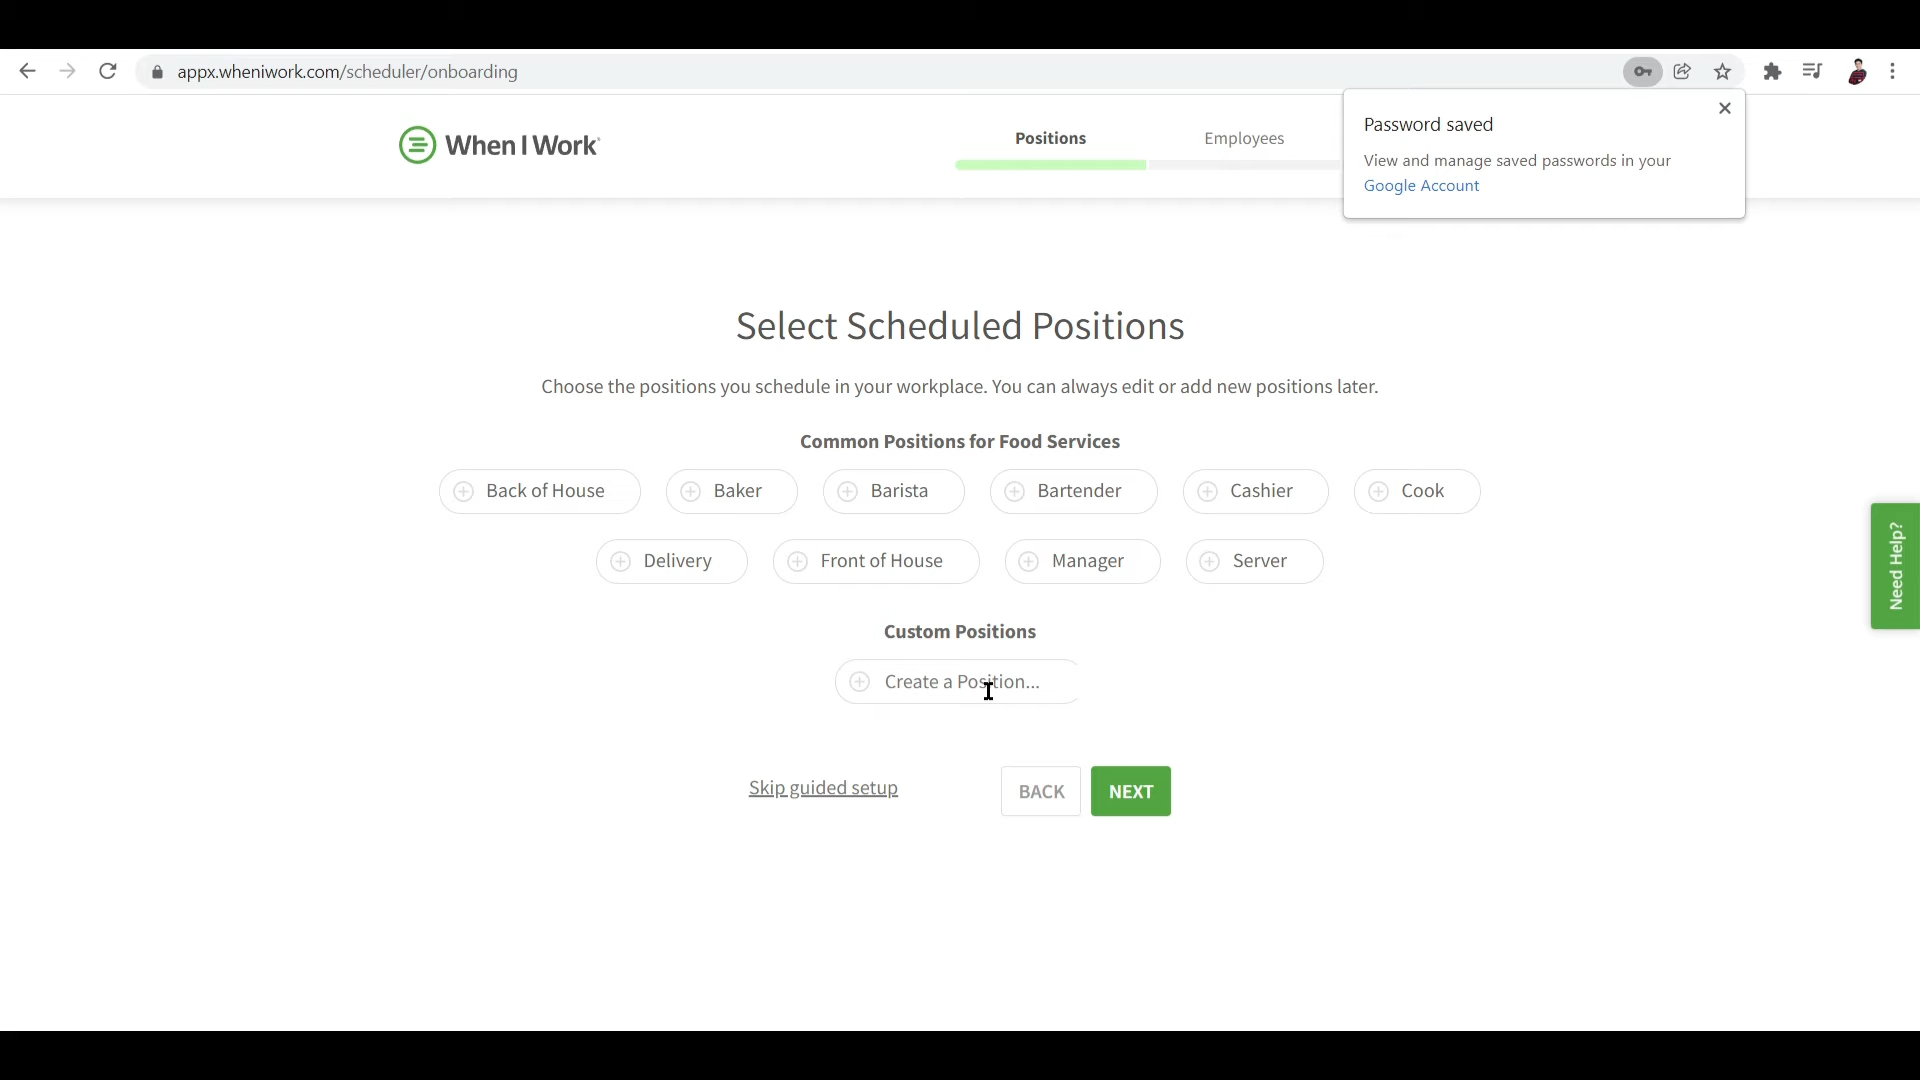 appx.wheniwork.com/scheduler/onboarding
Password saved
View and manage saved passwords in your
Google Account
When I Work
Positions
Employees
Select Scheduled Positions
Choose the positions you schedule in your workplace. You can always edit or add new positions later.
Common Positions for Food Services
Back of House
Baker
Barista
Bartender
Cashier
Cook
Delivery
Front of House
Manager
Server
Custom Positions
Create a Position...
Skip guided setup
BACK
NEXT
Need Help?